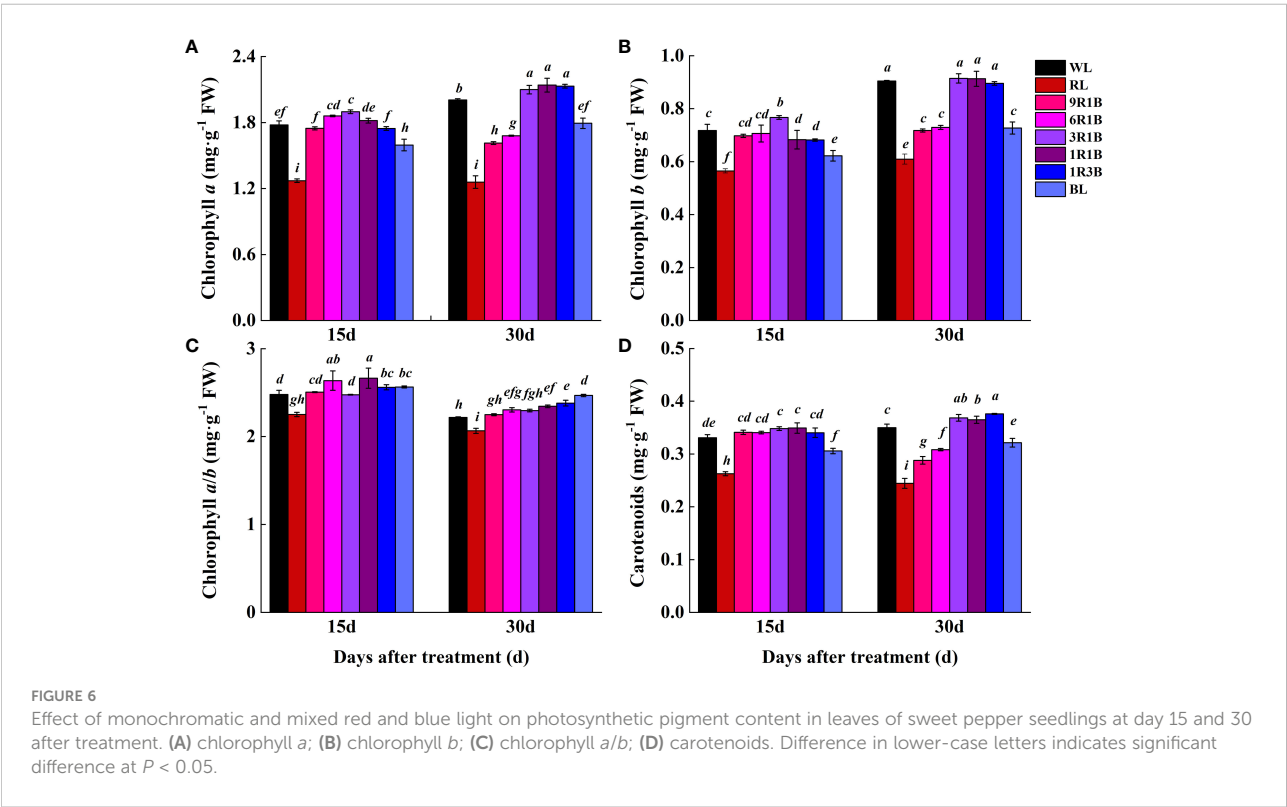 A
Chlorophyll a (mg·g-1 FW)
2.4
1.8
1.2
0.6
0.0
ef i f cd c de f h
b i h g a a a ef
15d 30d
B
Chlorophyll b (mg·g-1 FW)
1.0
0.8
0.6
0.4
0.2
0.0
c f cd cd b d d e
a e c c a a a c
15d 30d
WL
RL
9R1B
6R1B
3R1B
1R1B
1R3B
BL
C
Chlorophyll a/b (mg·g-1 FW)
3
2
1
0
d gh cd ab d a bc bc
h i gh efg fgh ef e d
15d 30d
Days after treatment (d)
D
Carotenoids (mg·g-1 FW)
0.5
0.4
0.3
0.2
0.1
0.0
de h cd cd c c cd f
c i g f ab b a e
15d 30d
Days after treatment (d)
FIGURE 6
Effect of monochromatic and mixed red and blue light on photosynthetic pigment content in leaves of sweet pepper seedlings at day 15 and 30
after treatment. (A) chlorophyll a; (B) chlorophyll b; (C) chlorophyll a/b; (D) carotenoids. Difference in lower-case letters indicates significant
difference at P < 0.05.